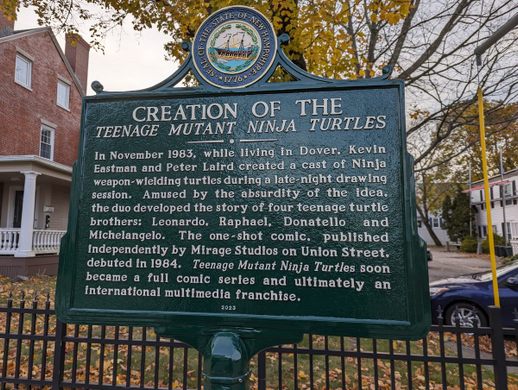 SEAL OF THE STATE OF NEW HAMPSHIRE
1776
CREATION OF THE
TEENAGE MUTANT NINJA TURTLES
In November 1983, while living in Dover, Kevin
Eastman and Peter Laird created a cast of Ninja
weapon-wielding turtles during a late-night drawing
session. Amused by the absurdity of the idea,
the duo developed the story of four teenage turtle
brothers: Leonardo, Raphael, Donatello and
Michelangelo. The one-shot comic, published
independently by Mirage Studios on Union Street,
debuted in 1984. Teenage Mutant Ninja Turtles soon
became a full comic series and ultimately an
international multimedia franchise.
2023